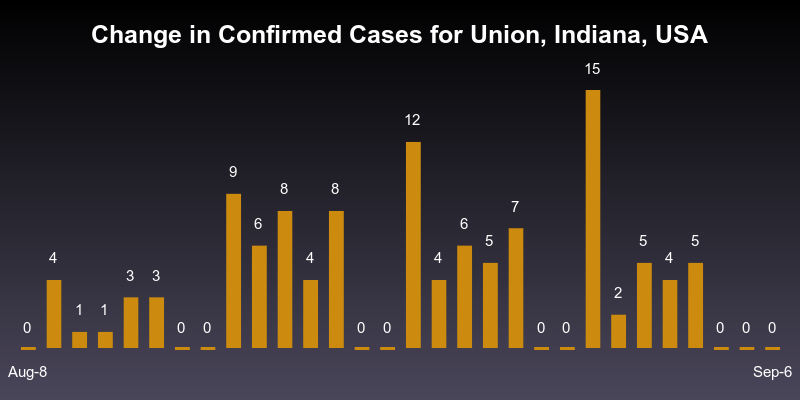 Change in Confirmed Cases for Union, Indiana, USA
0 4 1 1 3 3 0 0 9 6 8 4 8 0 0 12 4 6 5 7 0 0 15 2 5 4 5 0 0 0
Aug-8 Sep-6